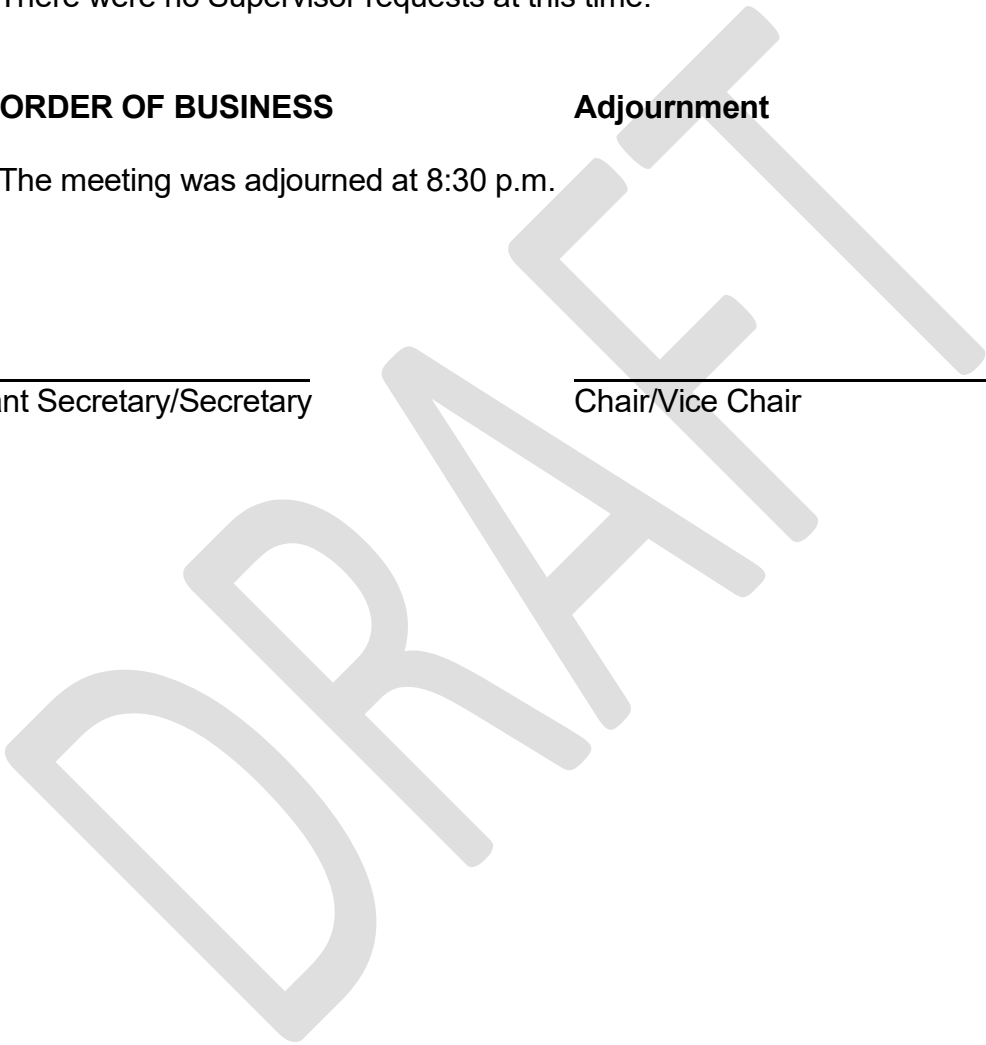 There were no Supervisor requests at this time.
ORDER OF BUSINESS Adjournment
The meeting was adjourned at 8:30 p.m.
ant Secretary/Secretary Chair/Vice Chair
DRAFT